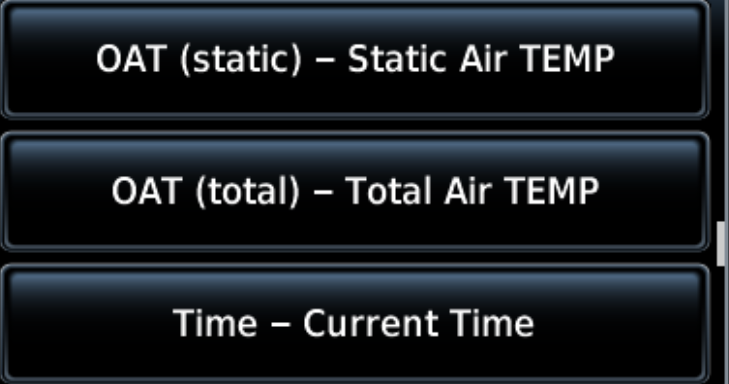 OAT (static) – Static Air TEMP
OAT (total) – Total Air TEMP
Time – Current Time